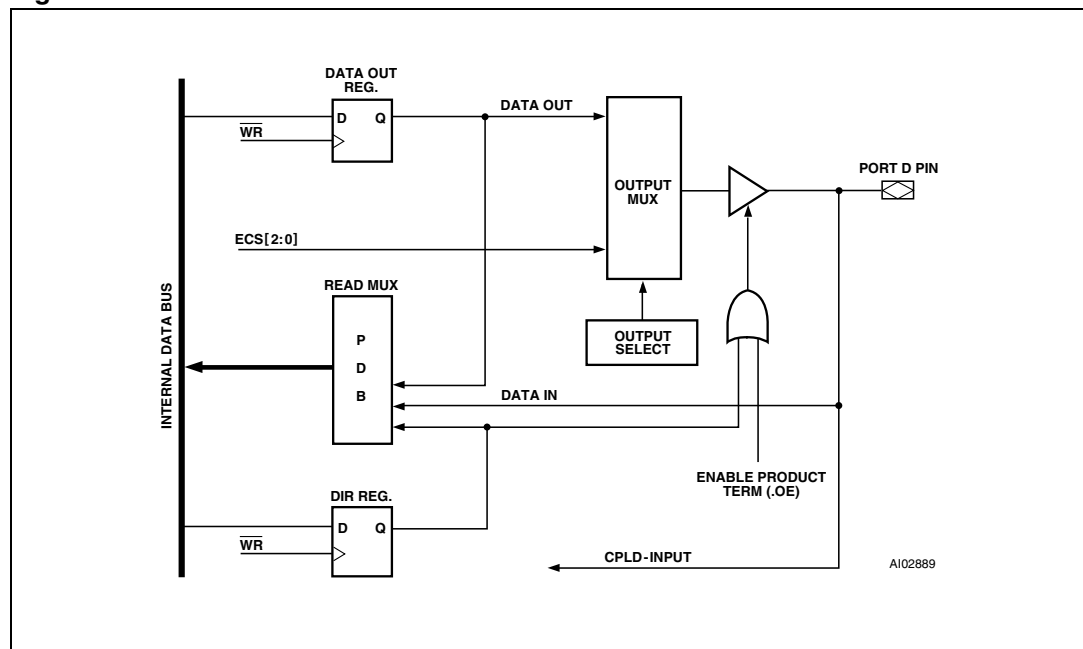 DATA OUT
REG.
D Q
WR
DATA OUT
OUTPUT
MUX
PORT D PIN
ECS[2:0]
READ MUX
P
D
B
OUTPUT
SELECT
INTERNAL DATA BUS
DATA IN
ENABLE PRODUCT
TERM (.OE)
DIR REG.
D Q
WR
CPLD-INPUT
AI02889